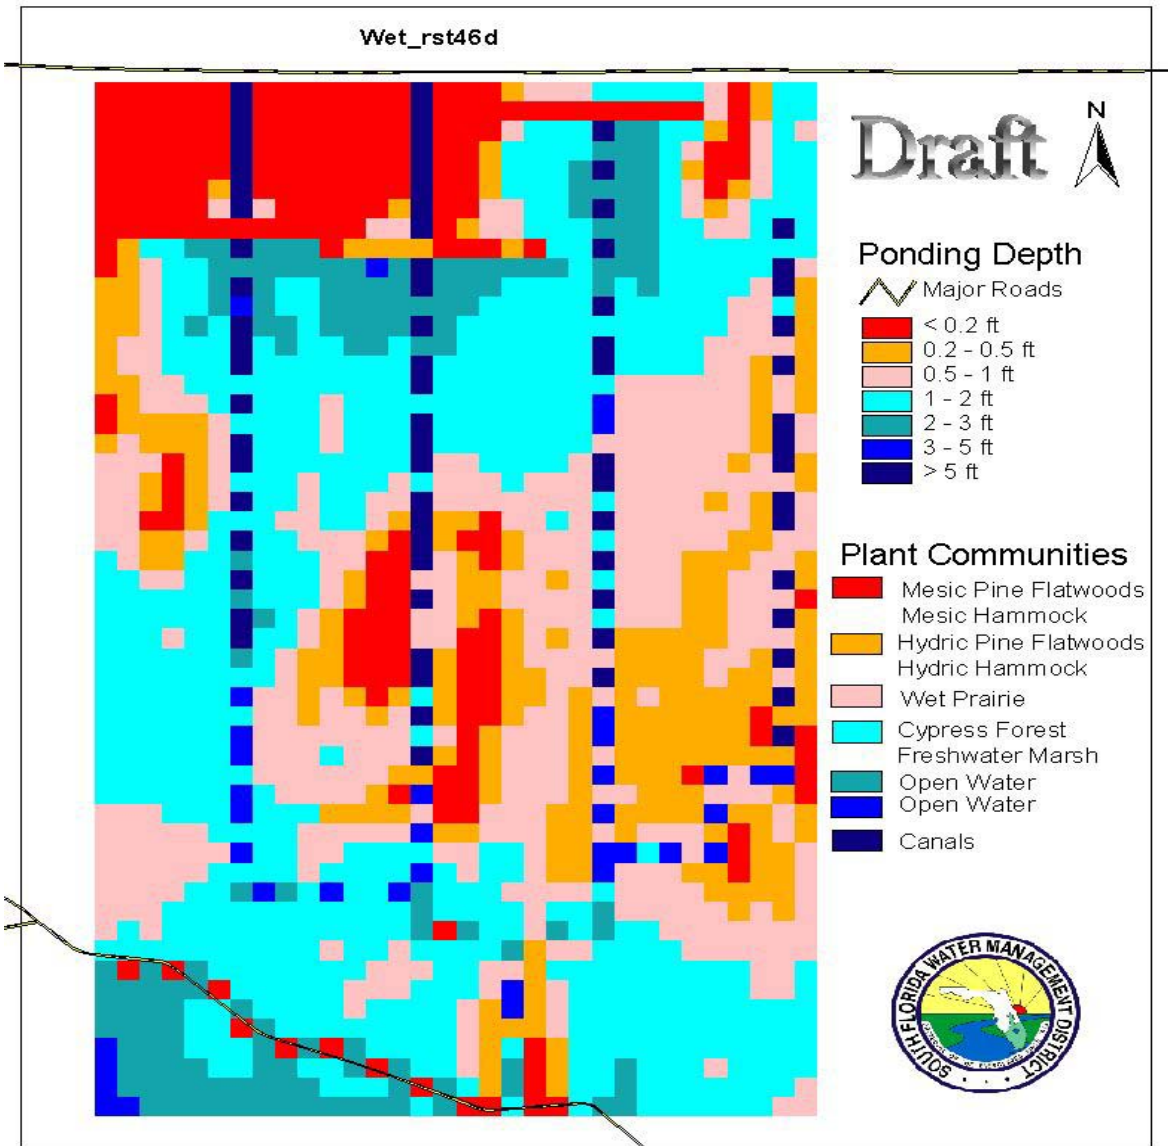 Wet_rst46d
Draft
N
Ponding Depth
Major Roads
< 0.2 ft
0.2 - 0.5 ft
0.5 - 1 ft
1 - 2 ft
2 - 3 ft
3 - 5 ft
> 5 ft
Plant Communities
Mesic Pine Flatwoods
Mesic Hammock
Hydric Pine Flatwoods
Hydric Hammock
Wet Prairie
Cypress Forest
Freshwater Marsh
Open Water
Open Water
Canals
SOUTH FLORIDA WATER MANAGEMENT DISTRICT